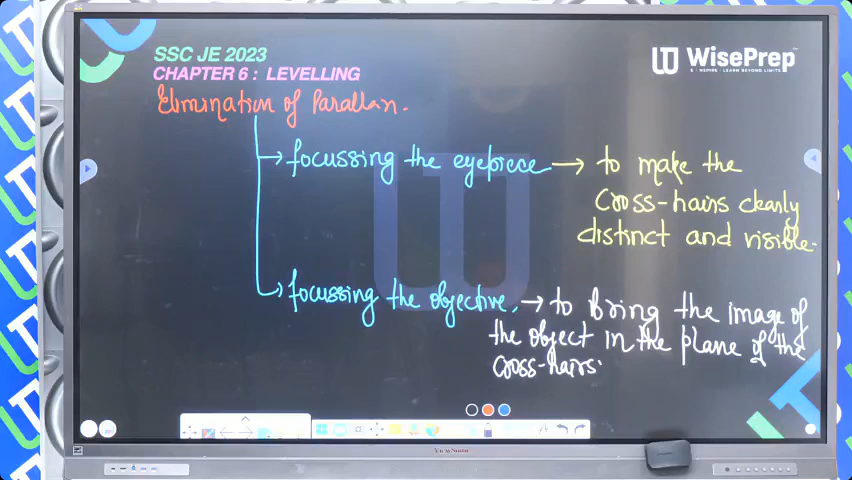 SSC JE 2023
CHAPTER 6 : LEVELLING
WisePrep
Elimination of Parallax.
focussing the eyepiece → to make the
cross-hairs clearly
distinct and visible.
focussing the objective. → to Bring the image of
the object in the plane of the
cross-hairs.
ViewSonic